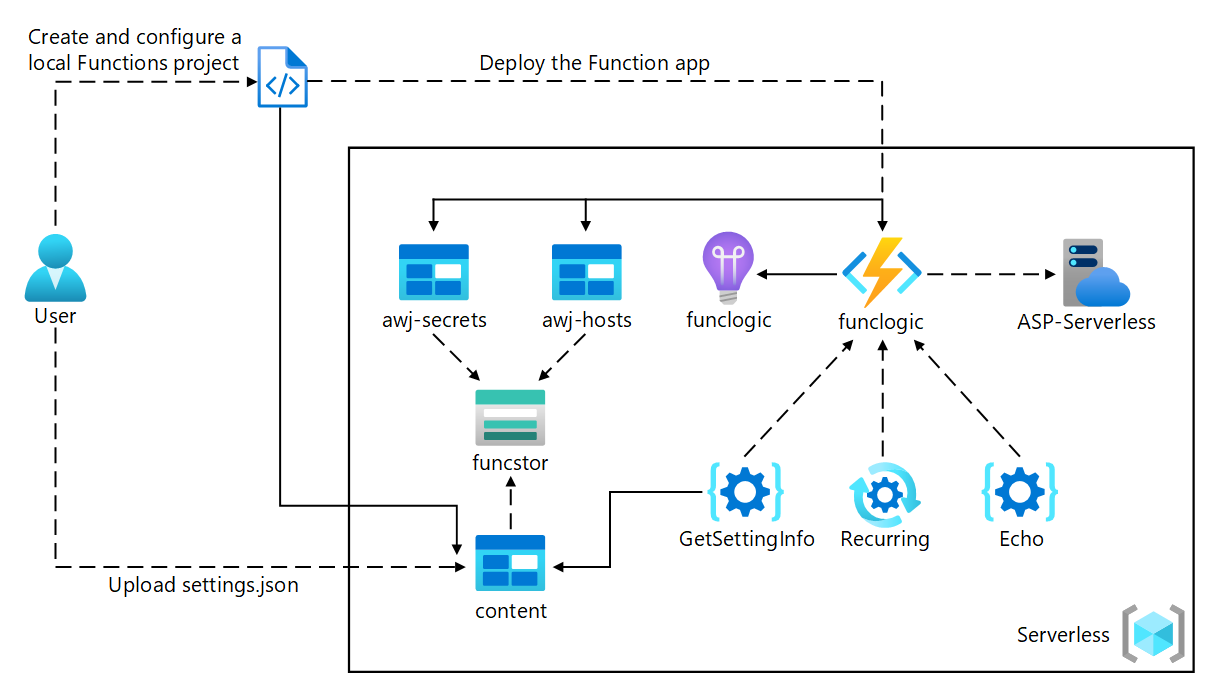 Create and configure a
local Functions project
Deploy the Function app
User
awj-secrets
awj-hosts
funclogic
funclogic
ASP-Serverless
funcstor
GetSettingInfo
Recurring
Echo
Upload settings.json
content
Serverless